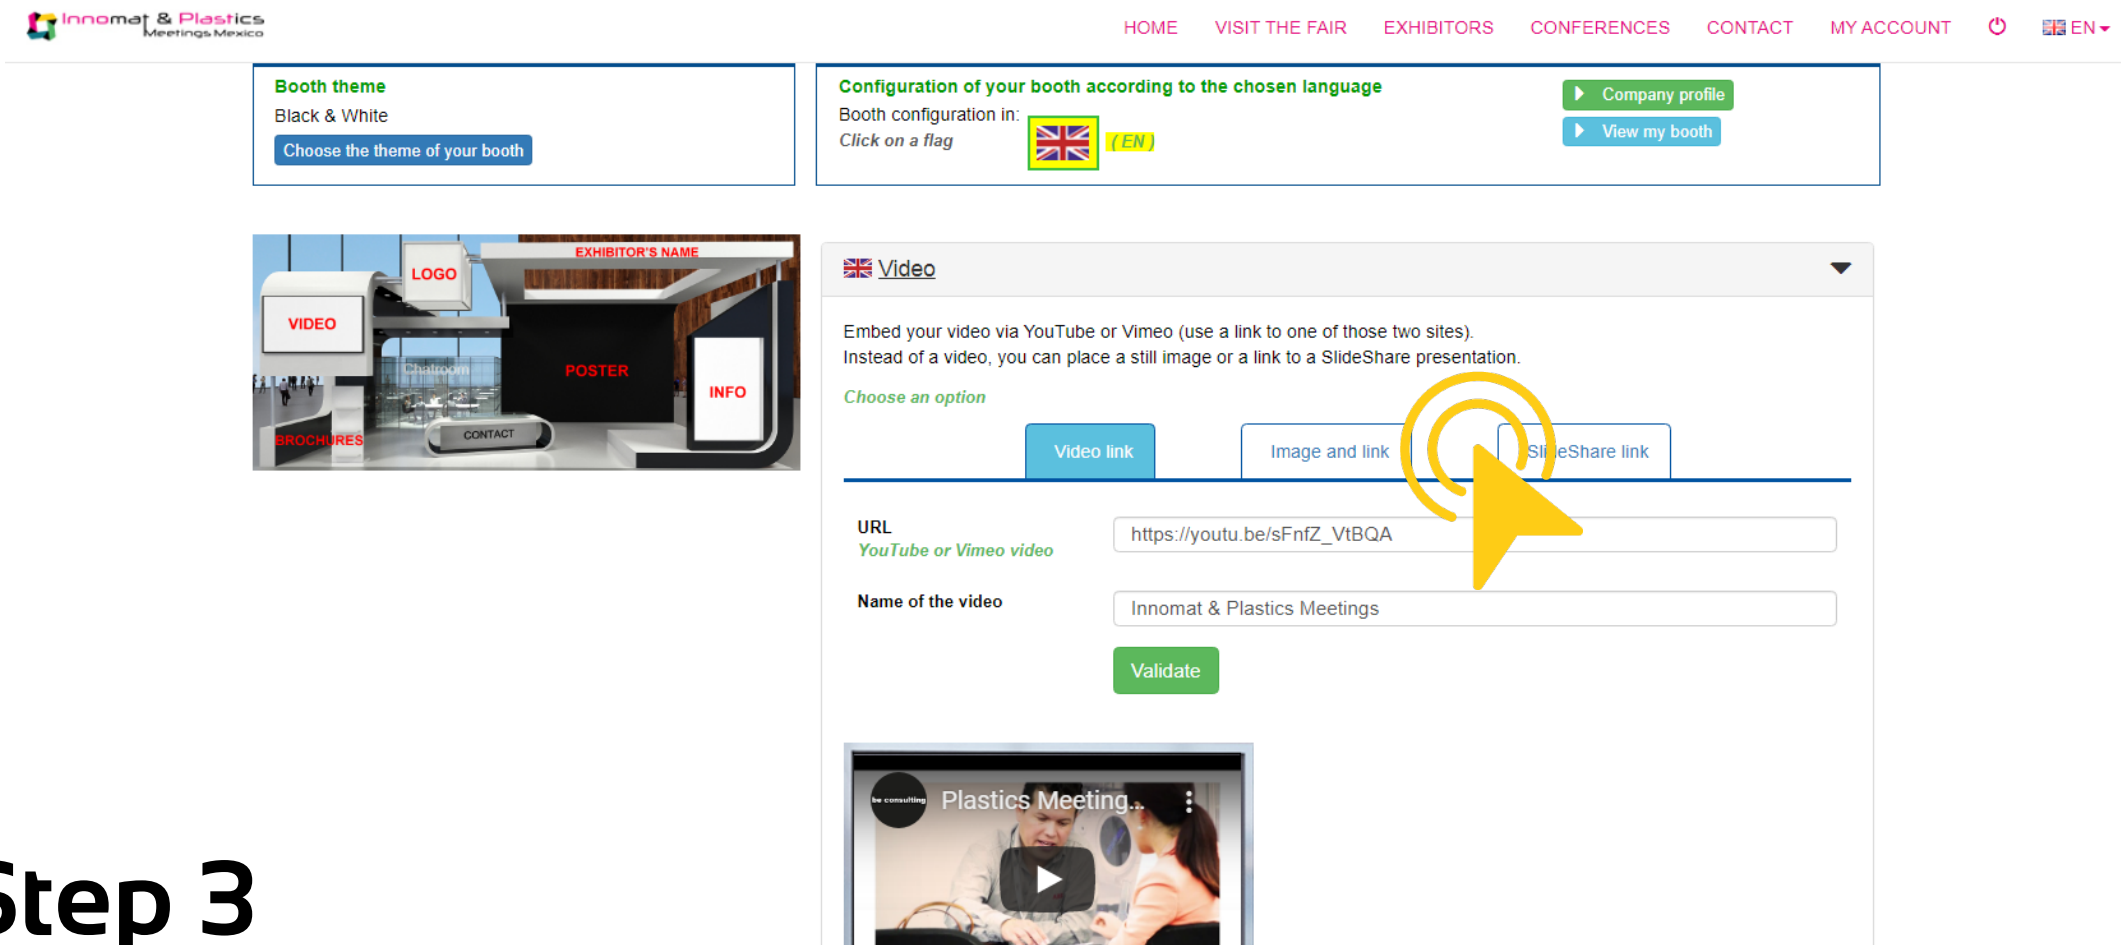 Innomat & Plastics
Meetings Mexico
HOME VISIT THE FAIR EXHIBITORS CONFERENCES CONTACT MY ACCOUNT EN
Booth theme
Black & White
Choose the theme of your booth
Configuration of your booth according to the chosen language
Booth configuration in:
Click on a flag
( EN )
Company profile
View my booth
EXHIBITOR'S NAME
LOGO
VIDEO
Chatroom
POSTER
INFO
BROCHURES
CONTACT
Video
Embed your video via YouTube or Vimeo (use a link to one of those two sites).
Instead of a video, you can place a still image or a link to a SlideShare presentation.
Choose an option
Video link
Image and link
SlideShare link
URL
YouTube or Vimeo video
https://youtu.be/sFnfZ_VtBQA
Name of the video
Innomat & Plastics Meetings
Validate
be consulting
Plastics Meeting...
Step 3